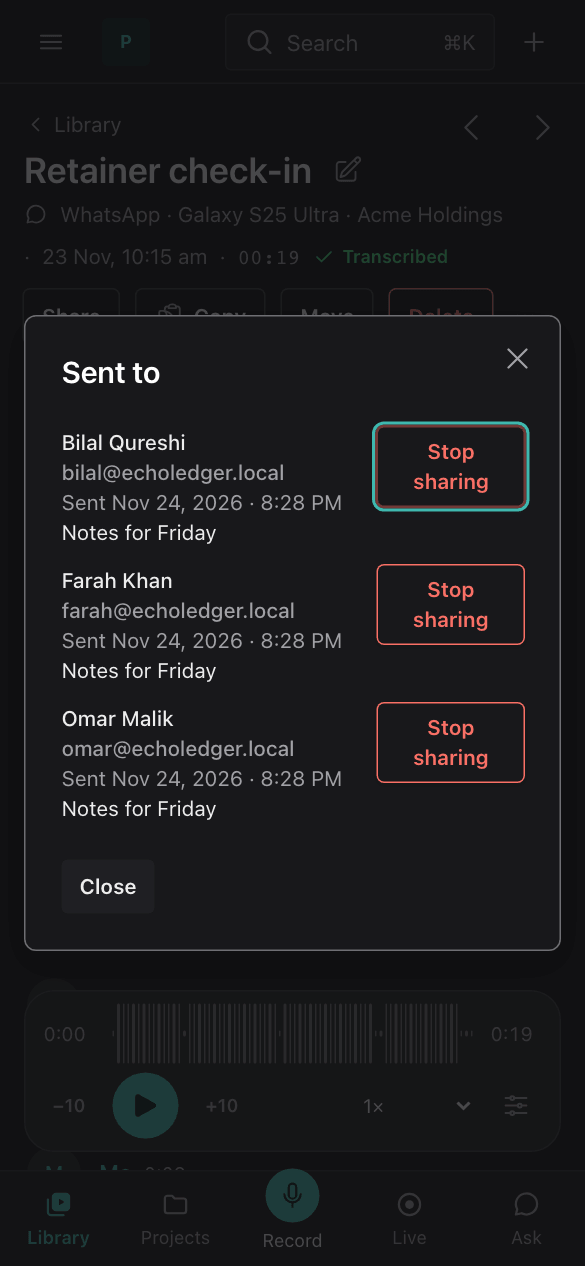 P
Search ⌘K
Library
Retainer check-in
WhatsApp · Galaxy S25 Ultra · Acme Holdings
· 23 Nov, 10:15 am · 00:19 Transcribed
Share Copy Move Delete
Sent to
Bilal Qureshi
bilal@echoledger.local
Sent Nov 24, 2026 · 8:28 PM
Notes for Friday
Stop
sharing
Farah Khan
farah@echoledger.local
Sent Nov 24, 2026 · 8:28 PM
Notes for Friday
Stop
sharing
Omar Malik
omar@echoledger.local
Sent Nov 24, 2026 · 8:28 PM
Notes for Friday
Stop
sharing
Close
0:00 0:19
−10 +10 1×
Library Projects Record Live Ask